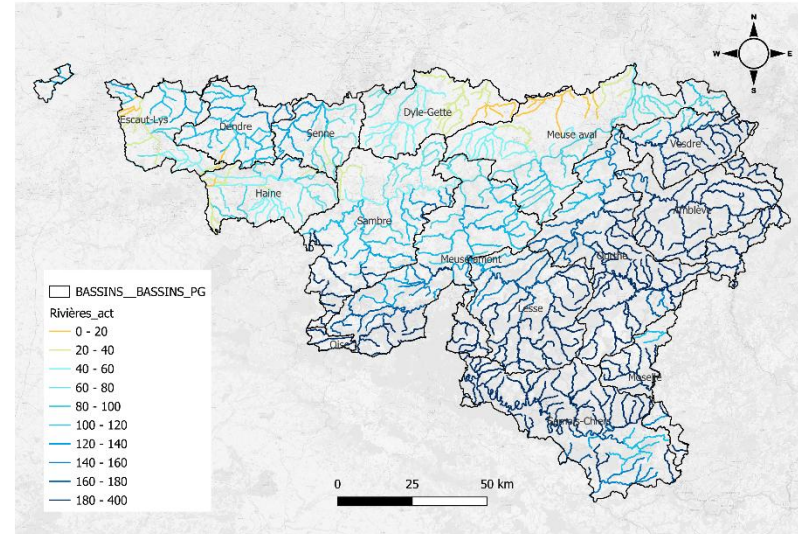 N
W E
S
Escaut-Lys
Dendre
Senne
Dyle-Gette
Meuse aval
Vesdre
Haine
Sambre
Amblève
Meuse amont
Ourthe
Lesse
Oise
Moselle
Semois-Chiers
BASSINS__BASSINS_PG
Rivières_act
0 - 20
20 - 40
40 - 60
60 - 80
80 - 100
100 - 120
120 - 140
140 - 160
160 - 180
180 - 400
0 25 50 km